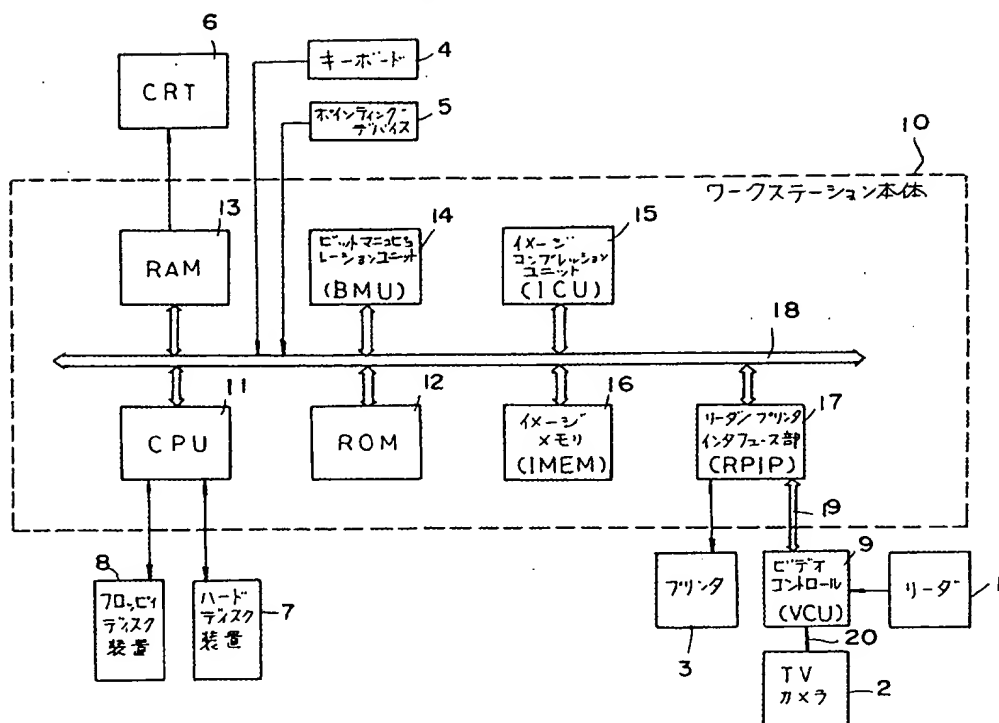 6
CRT
キーボード
4
ポインティング・
デバイス
5
10
ワークステーション本体
13
RAM
14
ビットマニュピュ
レーションユニット
(BMU)
15
イメージ
コンプレッション
ユニット
(ICU)
18
11
CPU
12
ROM
16
イメージ
メモリ
(IMEM)
17
リーダ/プリンタ
インタフェース部
(RPIP)
19
8
フロッピィ
ディスク
装置
7
ハード
ディスク
装置
プリンタ
3
9
ビデオ
コントロール
(VCU)
リーダ
1
20
TV
カメラ
2